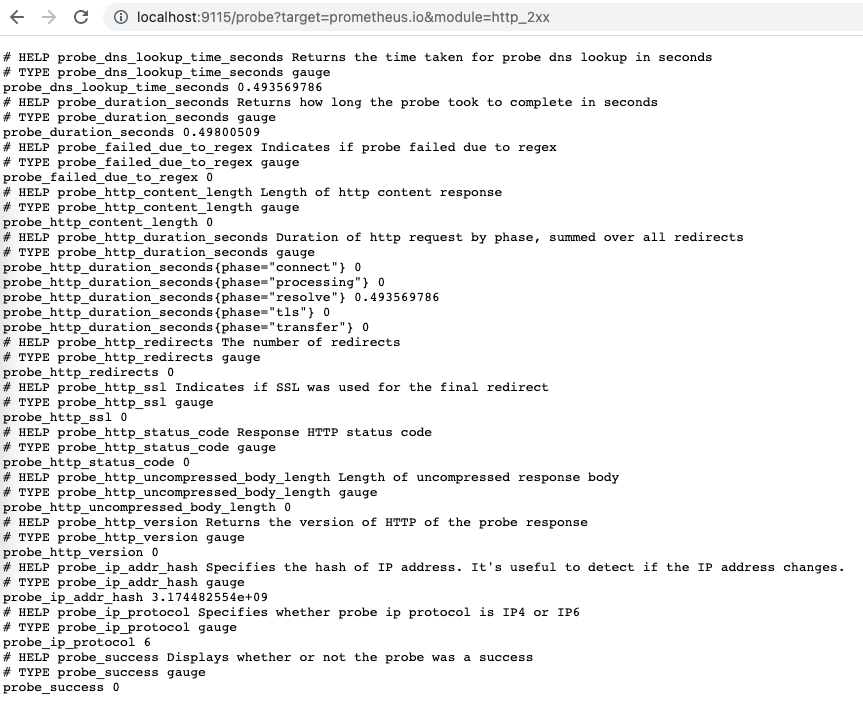 localhost:9115/probe?target=prometheus.io&module=http_2xx
# HELP probe_dns_lookup_time_seconds Returns the time taken for probe dns lookup in seconds
# TYPE probe_dns_lookup_time_seconds gauge
probe_dns_lookup_time_seconds 0.493569786
# HELP probe_duration_seconds Returns how long the probe took to complete in seconds
# TYPE probe_duration_seconds gauge
probe_duration_seconds 0.49800509
# HELP probe_failed_due_to_regex Indicates if probe failed due to regex
# TYPE probe_failed_due_to_regex gauge
probe_failed_due_to_regex 0
# HELP probe_http_content_length Length of http content response
# TYPE probe_http_content_length gauge
probe_http_content_length 0
# HELP probe_http_duration_seconds Duration of http request by phase, summed over all redirects
# TYPE probe_http_duration_seconds gauge
probe_http_duration_seconds{phase="connect"} 0
probe_http_duration_seconds{phase="processing"} 0
probe_http_duration_seconds{phase="resolve"} 0.493569786
probe_http_duration_seconds{phase="tls"} 0
probe_http_duration_seconds{phase="transfer"} 0
# HELP probe_http_redirects The number of redirects
# TYPE probe_http_redirects gauge
probe_http_redirects 0
# HELP probe_http_ssl Indicates if SSL was used for the final redirect
# TYPE probe_http_ssl gauge
probe_http_ssl 0
# HELP probe_http_status_code Response HTTP status code
# TYPE probe_http_status_code gauge
probe_http_status_code 0
# HELP probe_http_uncompressed_body_length Length of uncompressed response body
# TYPE probe_http_uncompressed_body_length gauge
probe_http_uncompressed_body_length 0
# HELP probe_http_version Returns the version of HTTP of the probe response
# TYPE probe_http_version gauge
probe_http_version 0
# HELP probe_ip_addr_hash Specifies the hash of IP address. It's useful to detect if the IP address changes.
# TYPE probe_ip_addr_hash gauge
probe_ip_addr_hash 3.174482554e+09
# HELP probe_ip_protocol Specifies whether probe ip protocol is IP4 or IP6
# TYPE probe_ip_protocol gauge
probe_ip_protocol 6
# HELP probe_success Displays whether or not the probe was a success
# TYPE probe_success gauge
probe_success 0